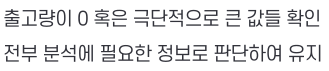 출고량이 0 혹은 극단적으로 큰 값들 확인
전부 분석에 필요한 정보로 판단하여 유지